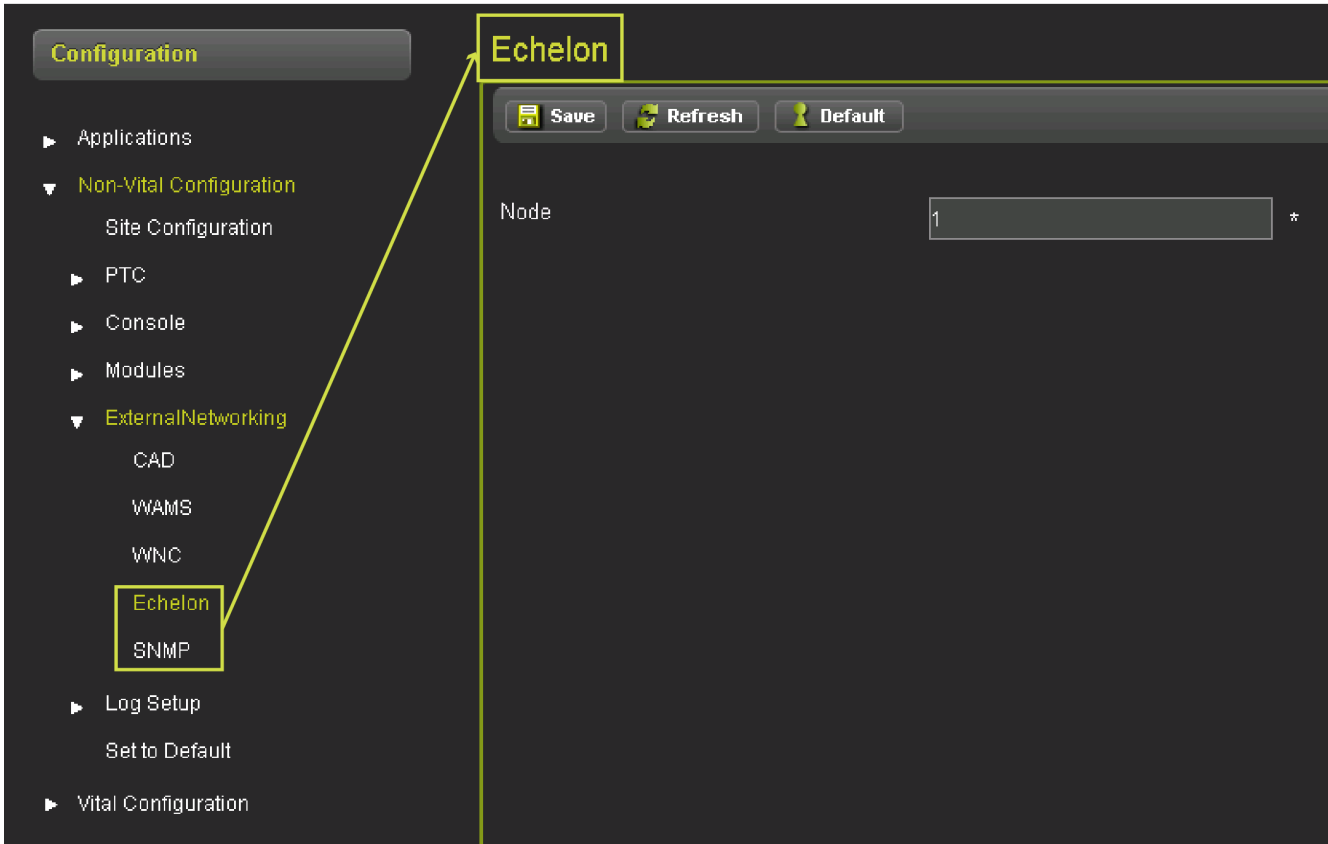 Configuration
Applications
Non-Vital Configuration
Site Configuration
PTC
Console
Modules
ExternalNetworking
CAD
WAMS
WNC
Echelon
SNMP
Log Setup
Set to Default
Vital Configuration
Echelon
Save Refresh Default
Node 1 *